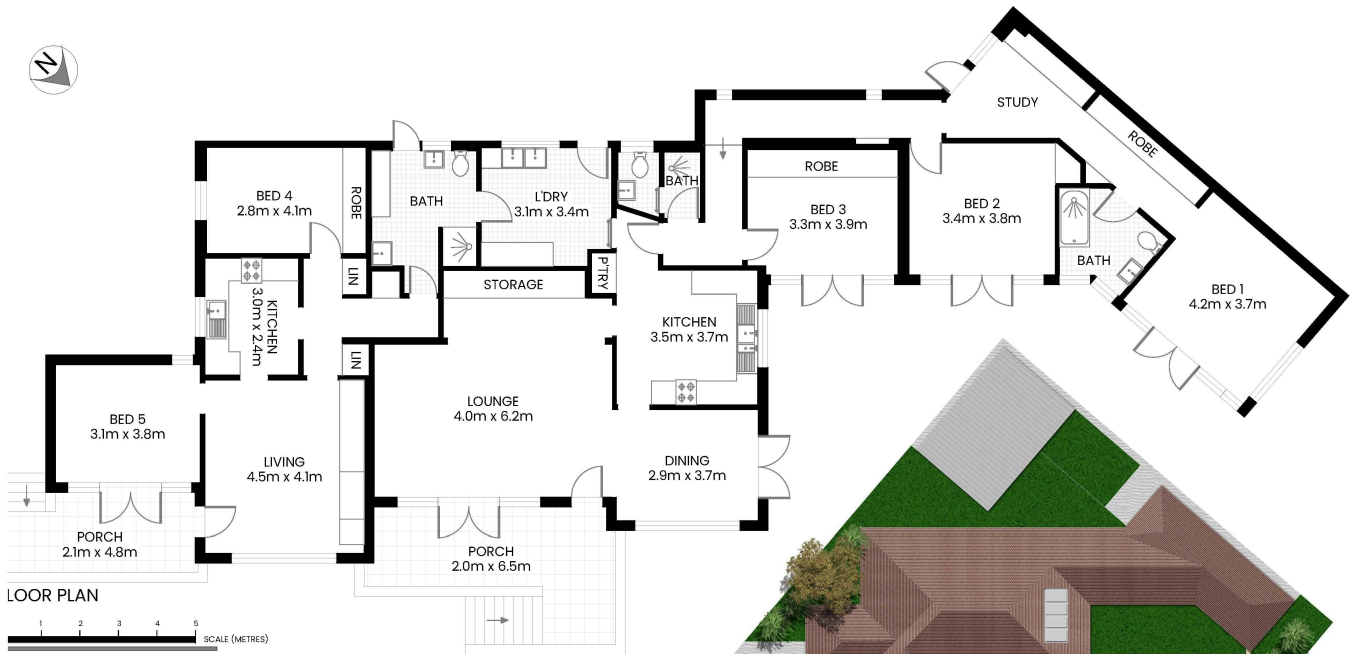 N
STUDY
ROBE
BED 4
2.8m x 4.1m
ROBE
BATH
L'DRY
3.1m x 3.4m
BATH
ROBE
BED 3
3.3m x 3.9m
BED 2
3.4m x 3.8m
BATH
BED 1
4.2m x 3.7m
LIN
P'TRY
STORAGE
KITCHEN
3.0m x 2.4m
KITCHEN
3.5m x 3.7m
LIN
BED 5
3.1m x 3.8m
LOUNGE
4.0m x 6.2m
LIVING
4.5m x 4.1m
DINING
2.9m x 3.7m
PORCH
2.1m x 4.8m
PORCH
2.0m x 6.5m
LOOR PLAN
1 2 3 4 5
SCALE (METRES)